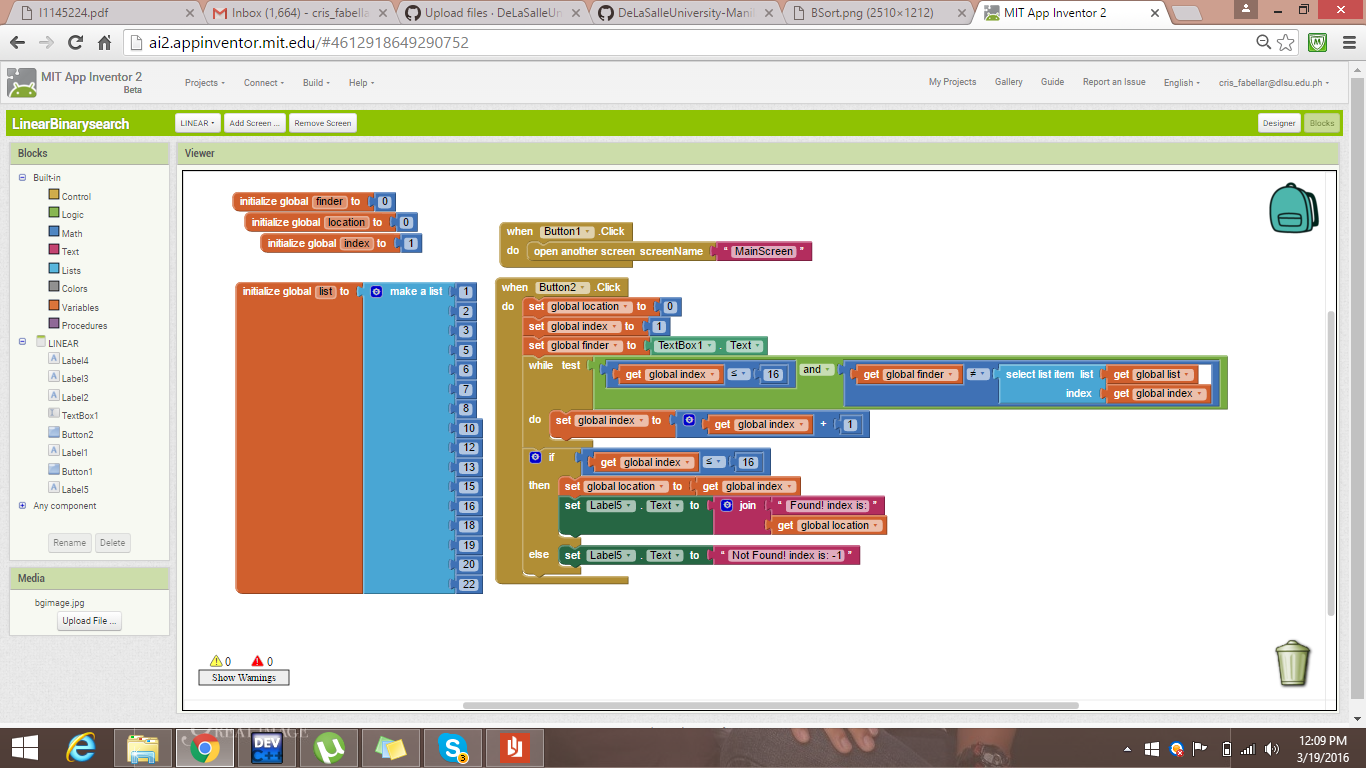 I1145224.pdf
Inbox (1,664) - cris_fabellar
Upload files · DeLaSalleUn
DeLaSalleUniversity-Manil
BSort.png (2510×1212)
MIT App Inventor 2
ai2.appinventor.mit.edu/#4612918649290752
MIT App Inventor 2
Beta
Projects
Connect
Build
Help
My Projects
Gallery
Guide
Report an Issue
English
cris_fabellar@dlsu.edu.ph
LinearBinarysearch
LINEAR
Add Screen ...
Remove Screen
Designer
Blocks
Blocks
Built-in
Control
Logic
Math
Text
Lists
Colors
Variables
Procedures
LINEAR
Label4
Label3
Label2
TextBox1
Button2
Label1
Button1
Label5
Any component
Rename
Delete
Media
bgimage.jpg
Upload File ...
Viewer
initialize global finder to 0
initialize global location to 0
initialize global index to 1
initialize global list to make a list 1
2
3
5
6
7
8
10
12
13
15
16
18
19
20
22
when Button1 .Click
do open another screen screenName " MainScreen "
when Button2 .Click
do set global location to 0
set global index to 1
set global finder to TextBox1 . Text
while test get global index ≤ 16 and get global finder ≠ select list item list get global list
index get global index
do set global index to get global index + 1
if get global index ≤ 16
then set global location to get global index
set Label5 . Text to join " Found! index is: "
get global location
else set Label5 . Text to " Not Found! index is: -1 "
0 0
Show Warnings
REAL IMAGE
DEV
3
12:09 PM
3/19/2016